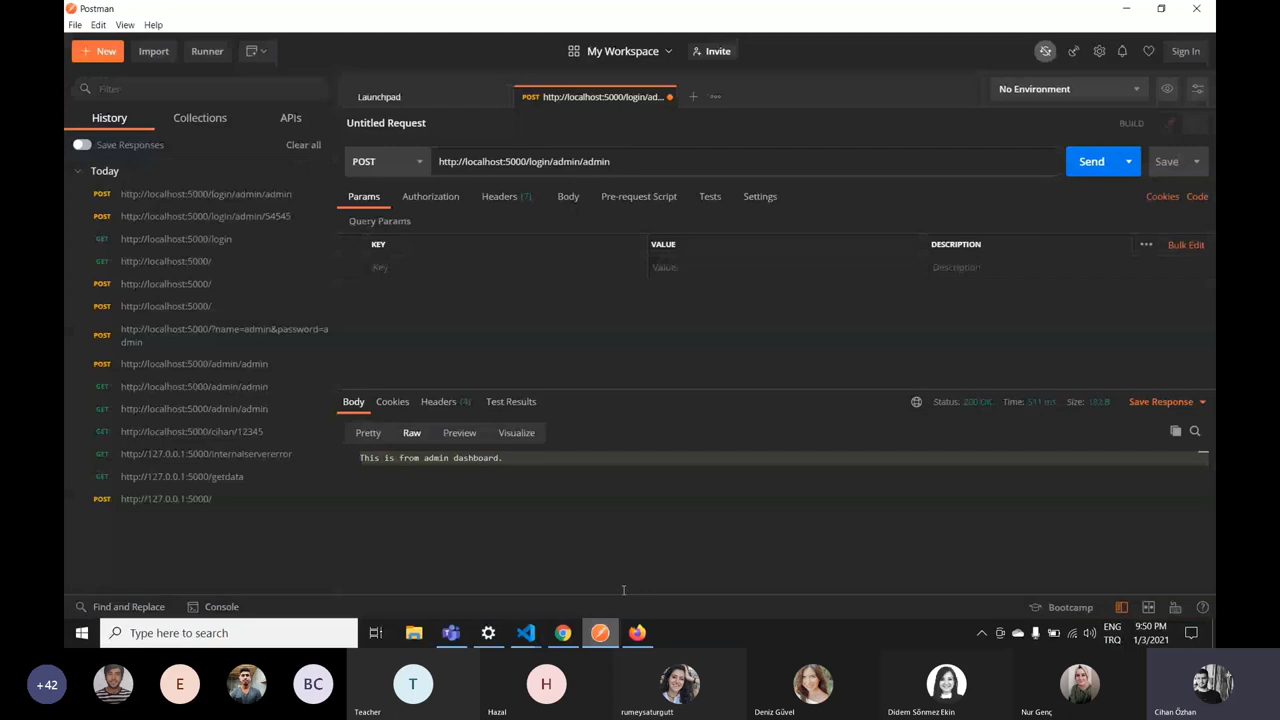 Postman
File Edit View Help
+ New Import Runner My Workspace Invite Sign In
Filter
Launchpad POST http://localhost:5000/login/ad... No Environment
History Collections APIs
Untitled Request BUILD
Save Responses Clear all
POST http://localhost:5000/login/admin/admin Send Save
Today
POST http://localhost:5000/login/admin/admin
POST http://localhost:5000/login/admin/54545
GET http://localhost:5000/login
GET http://localhost:5000/
POST http://localhost:5000/
POST http://localhost:5000/
POST http://localhost:5000/?name=admin&password=a
dmin
POST http://localhost:5000/admin/admin
GET http://localhost:5000/admin/admin
GET http://localhost:5000/admin/admin
GET http://localhost:5000/cihan/12345
GET http://127.0.0.1:5000/internalservererror
GET http://127.0.0.1:5000/getdata
POST http://127.0.0.1:5000/
Params Authorization Headers (7) Body Pre-request Script Tests Settings Cookies Code
Query Params
KEY VALUE DESCRIPTION ••• Bulk Edit
Key Value Description
Body Cookies Headers (4) Test Results Status: 200 OK Time: 511 ms Size: 182 B Save Response
Pretty Raw Preview Visualize
This is from admin dashboard.
Find and Replace Console Bootcamp
Type here to search
ENG
TRQ
9:50 PM
1/3/2021
+42 E BC T H
Teacher Hazal rumeysaturgutt Deniz Güvel Didem Sönmez Ekin Nur Genç Cihan Özhan